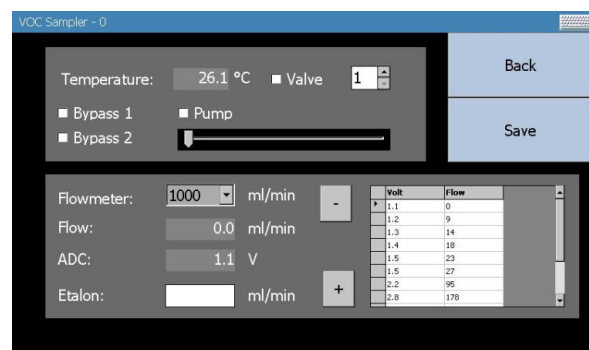 VOC Sampler - 0
Temperature: 26.1 °C Valve 1
Bypass 1 Pump
Bypass 2
Back
Save
Flowmeter: 1000 ml/min -
Flow: 0.0 ml/min
ADC: 1.1 V
Etalon: ml/min +
Volt Flow
1.1 0
1.2 9
1.3 14
1.4 18
1.5 23
1.5 27
2.2 95
2.8 178